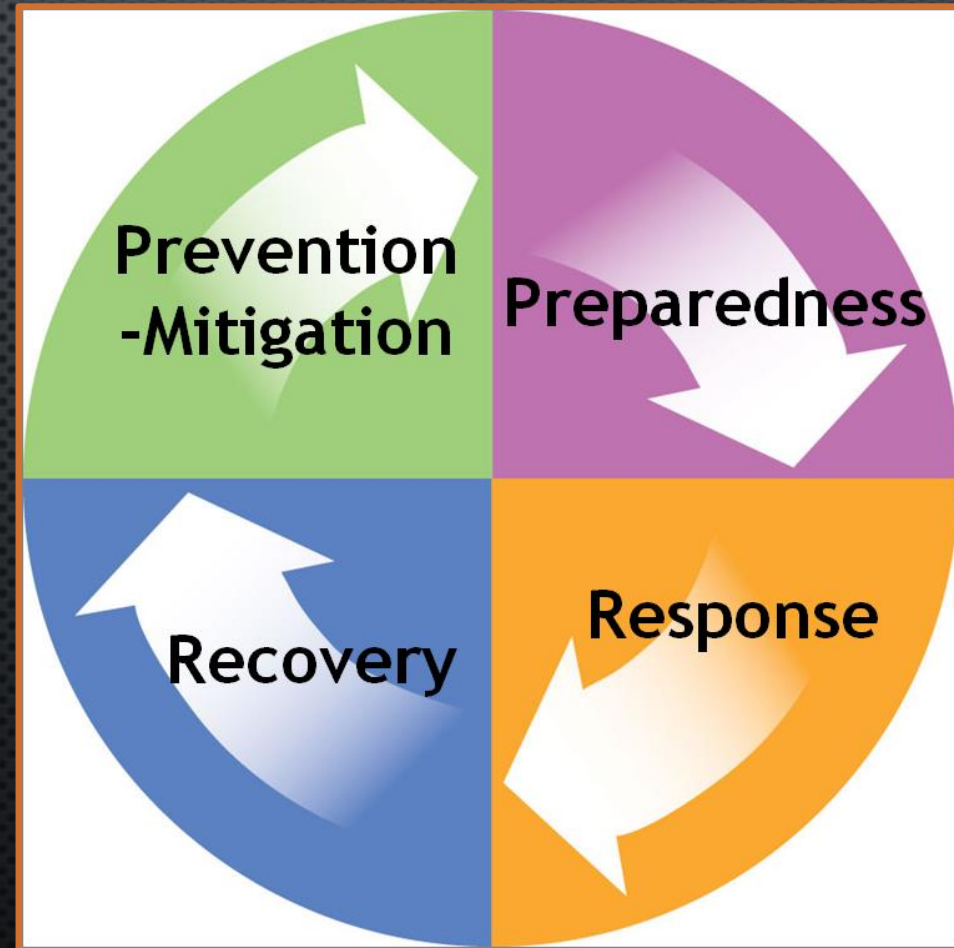 Prevention
-Mitigation
Preparedness
Response
Recovery